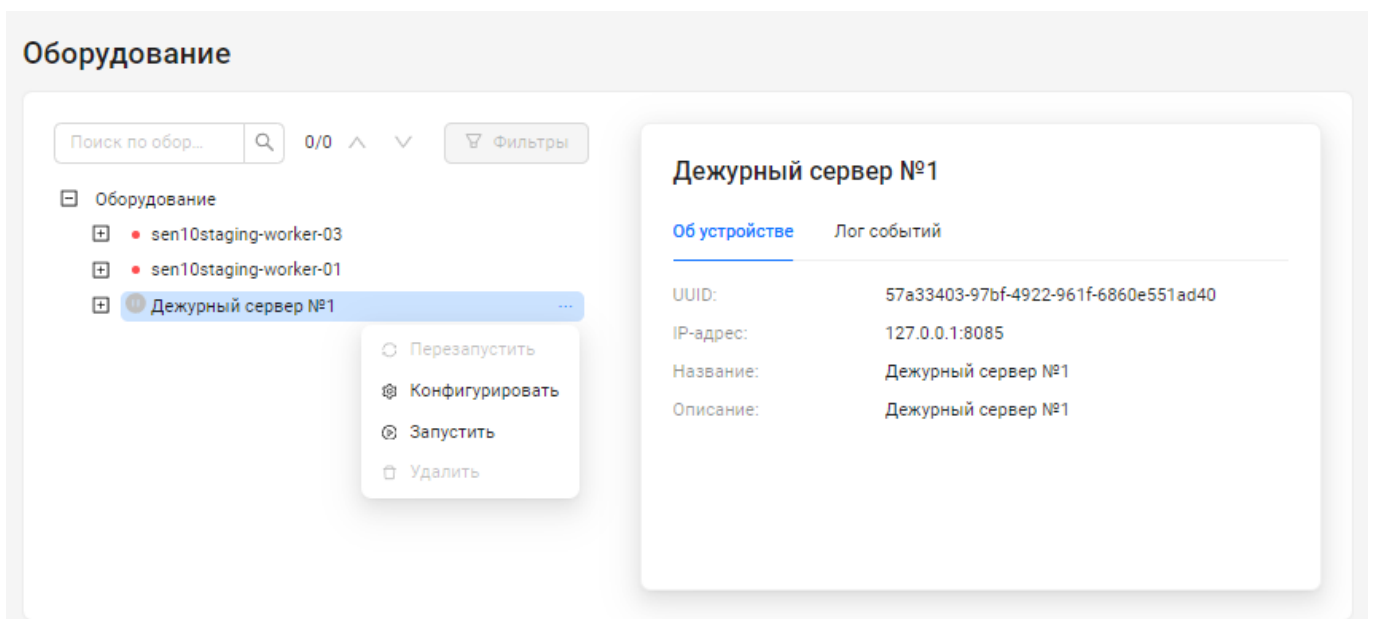 Оборудование
Поиск по обор...
0/0
Фильтры
Оборудование
sen10staging-worker-03
sen10staging-worker-01
Дежурный сервер №1 ...
Перезапустить
Конфигурировать
Запустить
Удалить
Дежурный сервер №1
Об устройстве Лог событий
UUID: 57a33403-97bf-4922-961f-6860e551ad40
IP-адрес: 127.0.0.1:8085
Название: Дежурный сервер №1
Описание: Дежурный сервер №1